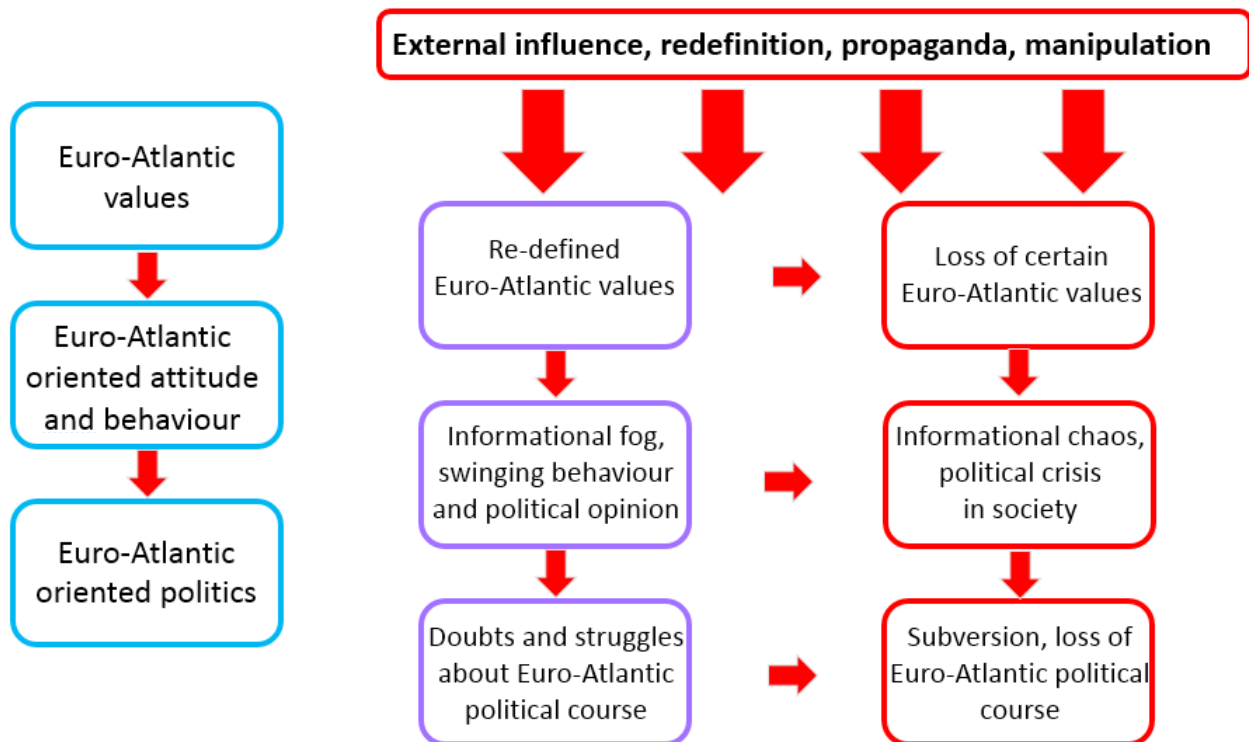 External influence, redefinition, propaganda, manipulation
Euro-Atlantic
values
Euro-Atlantic
oriented attitude
and behaviour
Euro-Atlantic
oriented politics
Re-defined
Euro-Atlantic values
Informational fog,
swinging behaviour
and political opinion
Doubts and struggles
about Euro-Atlantic
political course
Loss of certain
Euro-Atlantic values
Informational chaos,
political crisis
in society
Subversion, loss of
Euro-Atlantic political
course